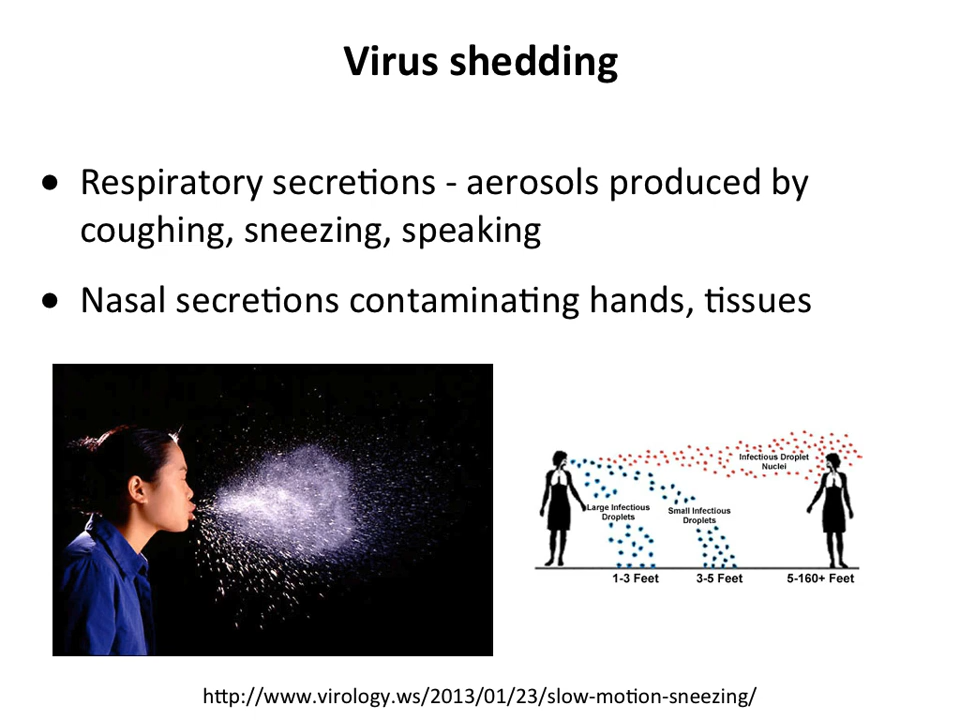 Virus shedding
• Respiratory secretions - aerosols produced by
coughing, sneezing, speaking
• Nasal secretions contaminating hands, tissues
Infectious Droplet
Nuclei
Large Infectious
Droplets
Small Infectious
Droplets
1-3 Feet
3-5 Feet
5-160+ Feet
http://www.virology.ws/2013/01/23/slow-motion-sneezing/